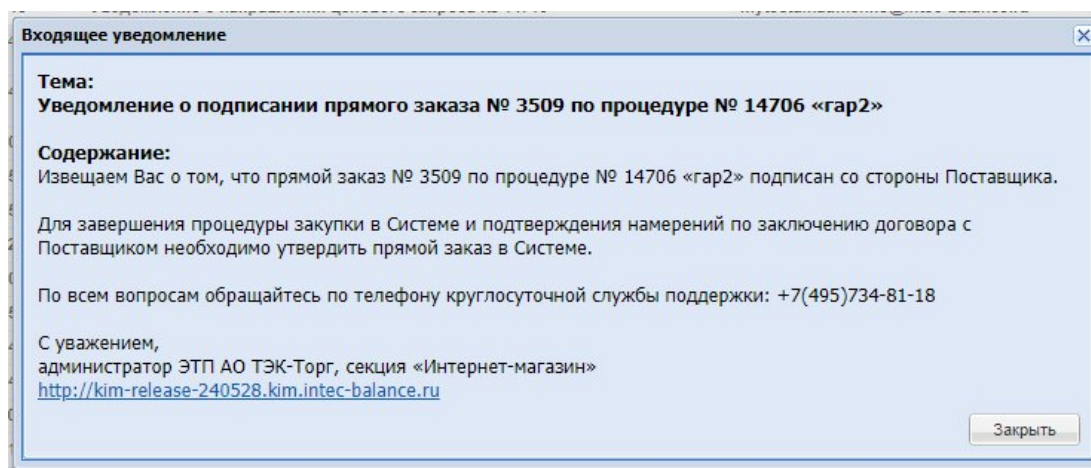 Входящее уведомление
Тема:
Уведомление о подписании прямого заказа № 3509 по процедуре № 14706 «гар2»
Содержание:
Извещаем Вас о том, что прямой заказ № 3509 по процедуре № 14706 «гар2» подписан со стороны Поставщика.
Для завершения процедуры закупки в Системе и подтверждения намерений по заключению договора с
Поставщиком необходимо утвердить прямой заказ в Системе.
По всем вопросам обращайтесь по телефону круглосуточной службы поддержки: +7(495)734-81-18
С уважением,
администратор ЭТП АО ТЭК-Торг, секция «Интернет-магазин»
http://kim-release-240528.kim.intec-balance.ru
Закрыть